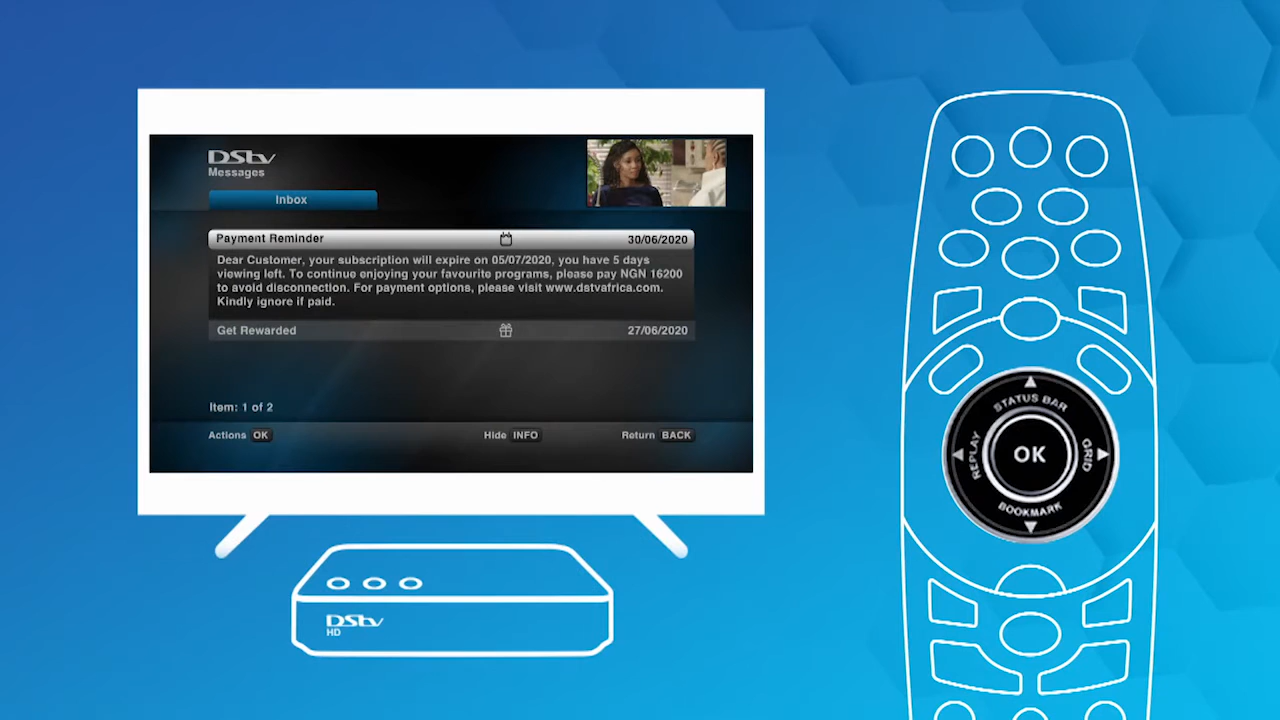 DStv
Messages
Inbox
Payment Reminder 30/06/2020
Dear Customer, your subscription will expire on 05/07/2020, you have 5 days
viewing left. To continue enjoying your favourite programs, please pay NGN 16200
to avoid disconnection. For payment options, please visit www.dstvafrica.com.
Kindly ignore if paid.
Get Rewarded 27/06/2020
Item: 1 of 2
Actions OK Hide INFO Return BACK
STATUS BAR
REPLAY OK GRID
BOOKMARK
DStv
HD